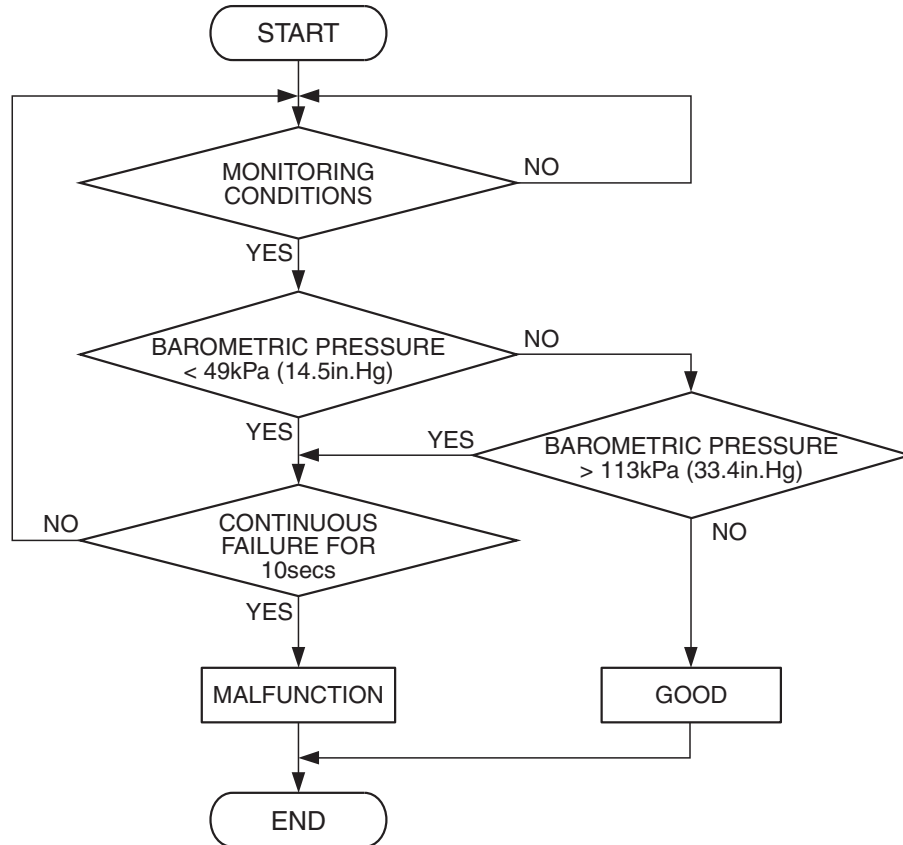 START
MONITORING
CONDITIONS
NO
YES
BAROMETRIC PRESSURE
< 49kPa (14.5in.Hg)
NO
YES
BAROMETRIC PRESSURE
> 113kPa (33.4in.Hg)
YES
NO
CONTINUOUS
FAILURE FOR
10secs
NO
YES
MALFUNCTION
GOOD
END